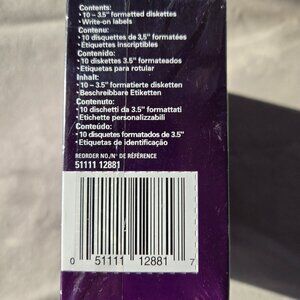 Contents:
• 10 – 3.5" formatted diskettes
• Write-on labels
Contenu:
• 10 disquettes de 3,5" formatées
• Étiquettes inscriptibles
Contenido:
• 10 diskettes 3.5" formateados
• Etiquetas para rotular
Inhalt:
• 10 – 3.5" formatierte disketten
• Beschreibbare Etiketten
Contenuto:
• 10 dischetti da 3.5" formattati
• Etichette personalizzabili
Conteúdo:
• 10 disquetes formatados de 3.5"
• Etiquetas de identificação
REORDER NO./N° DE RÉFÉRENCE
51111 12881
0 51111 12881 7